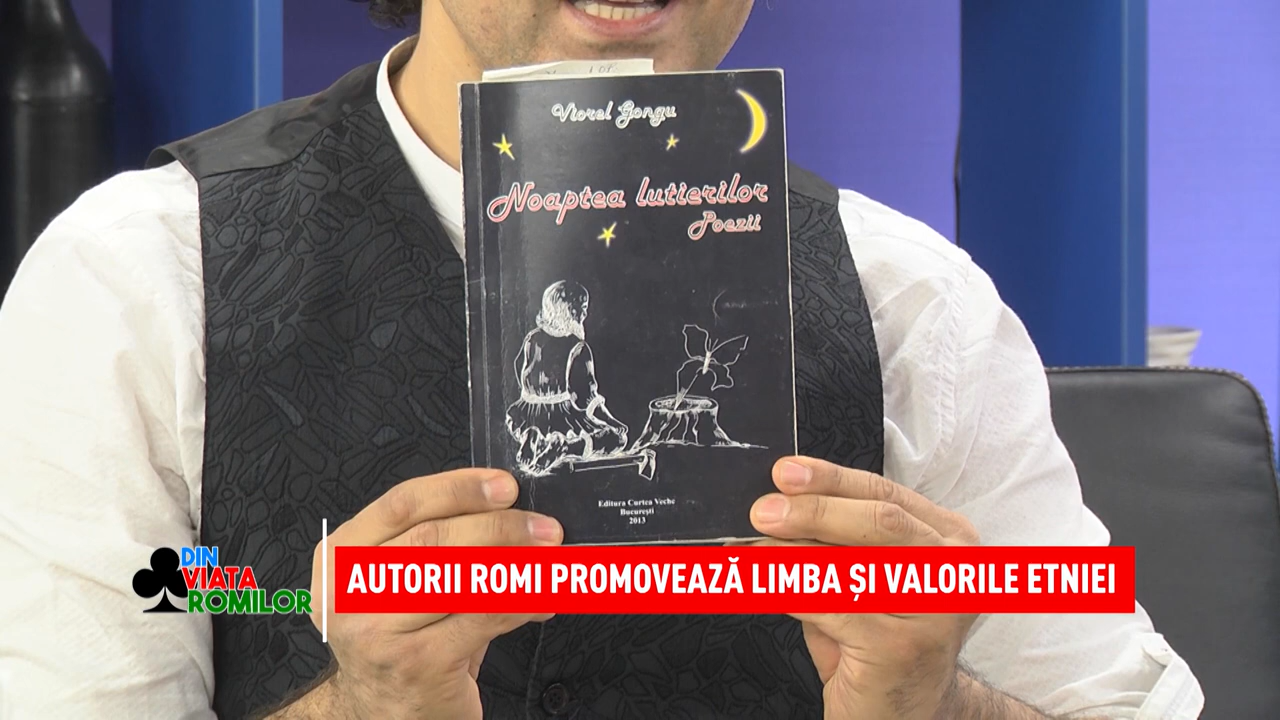 Viorel Gongu
Noaptea lutierilor
Poezii
Editura Curtea Veche
București
2013
DIN
VIATA
ROMILOR
AUTORII ROMI PROMOVEAZĂ LIMBA ȘI VALORILE ETNIEI